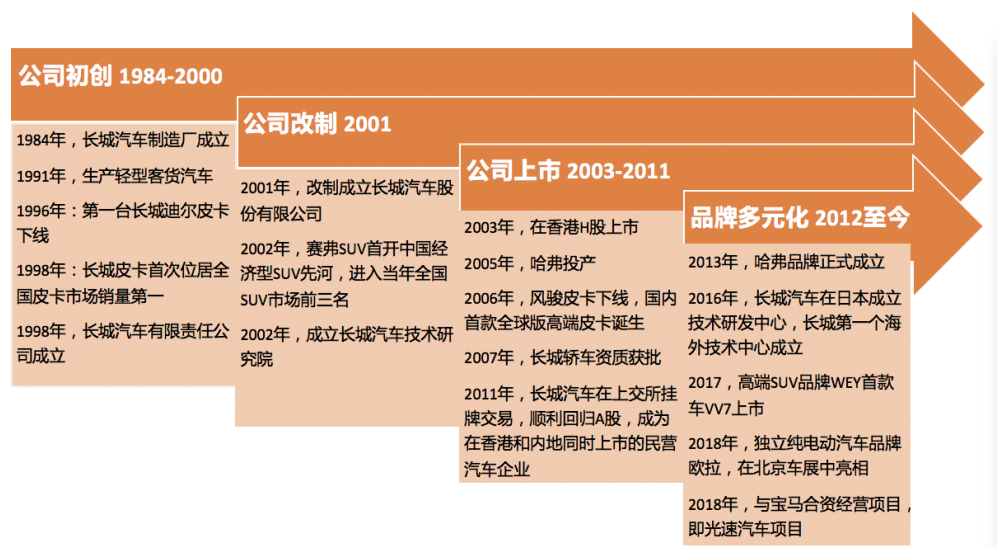 公司初创 1984-2000
1984年，长城汽车制造厂成立
1991年，生产轻型客货汽车
1996年：第一台长城迪尔皮卡
下线
1998年：长城皮卡首次位居全
国皮卡市场销量第一
1998年，长城汽车有限责任公
司成立
公司改制 2001
2001年，改制成立长城汽车股
份有限公司
2002年，赛弗SUV首开中国经
济型SUV先河，进入当年全国
SUV市场前三名
2002年，成立长城汽车技术研
究院
公司上市 2003-2011
2003年，在香港H股上市
2005年，哈弗投产
2006年，风骏皮卡下线，国内
首款全球版高端皮卡诞生
2007年，长城轿车资质获批
2011年，长城汽车在上交所挂
牌交易，顺利回归A股，成为
在香港和内地同时上市的民营
汽车企业
品牌多元化 2012至今
2013年，哈弗品牌正式成立
2016年，长城汽车在日本成立
技术研发中心，长城第一个海
外技术中心成立
2017，高端SUV品牌WEY首款
车VV7上市
2018年，独立纯电动汽车品牌
欧拉，在北京车展中亮相
2018年，与宝马合资经营项目，
即光速汽车项目